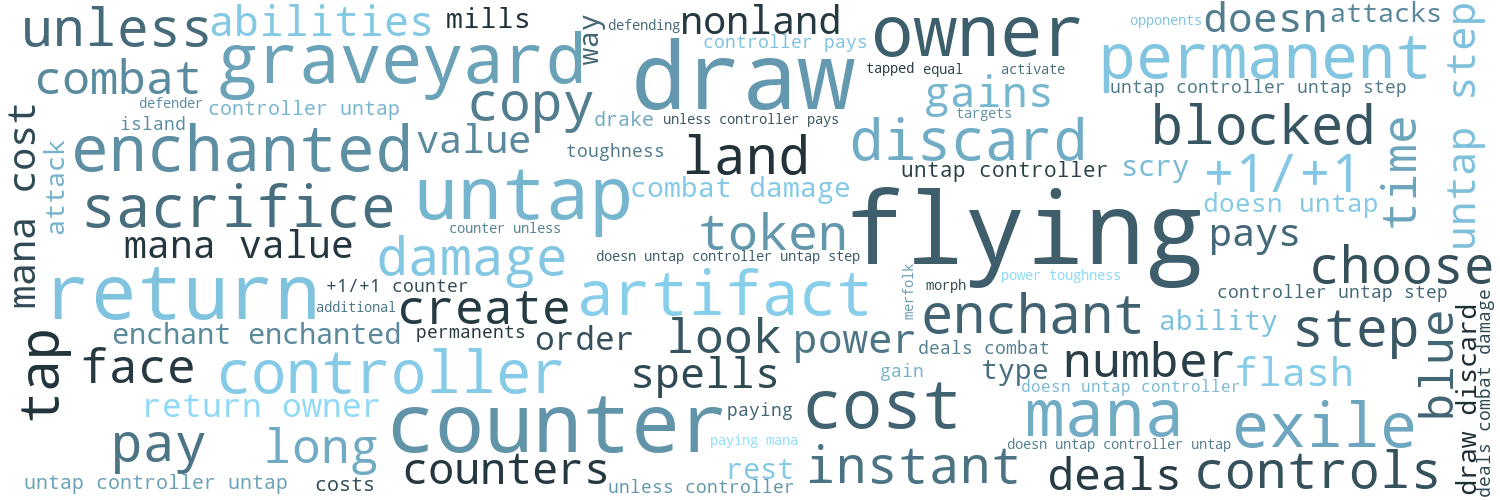 unless
abilities
mills
way
defending
nonland
owner
opponents
doesn
attacks
untap step
combat
graveyard
draw
controller pays
tapped
equal
activate
permanent
untap controller untap step
defender
controller untap
copy
drake
unless controller pays
gains
targets
blocked
time
mana cost
island
attack
enchanted
value
toughness
land
discard
untap controller
scry
+1/+1
sacrifice
untap
combat damage
doesn untap
mana value
counter unless
token
flying
pays
damage
doesn untap controller untap step
choose
return
+1/+1 counter
additional
create
artifact
merfolk
morph
power toughness
controller untap step
enchant
ability
step
blue
draw discard
deals combat damage
tap
enchant enchanted
permanents
order
look
power
deals combat
face
controller
spells
gain
type
number
doesn untap controller
flash
return owner
counter
paying
cost
mana
exile
pay
long
paying mana
doesn untap controller untap
counters
rest
instant
deals
controls
untap controller untap
costs
unless controller